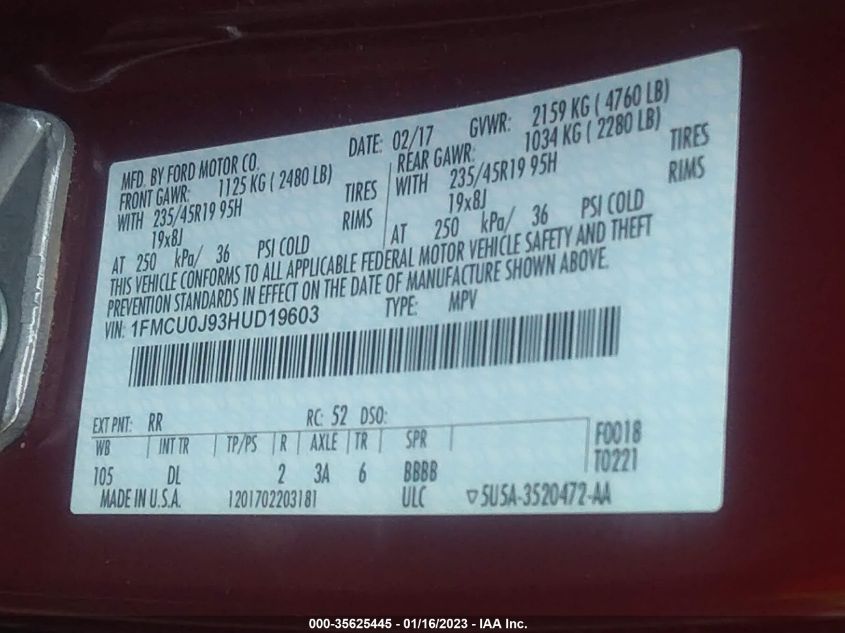 MFD. BY FORD MOTOR CO. DATE: 02/17 GVWR: 2159 KG ( 4760 LB)
FRONT GAWR: 1125 KG ( 2480 LB) REAR GAWR: 1034 KG ( 2280 LB)
WITH 235/45R19 95H TIRES WITH 235/45R19 95H TIRES
19x8J RIMS 19x8J RIMS
AT 250 kPa/ 36 PSI COLD AT 250 kPa/ 36 PSI COLD
THIS VEHICLE CONFORMS TO ALL APPLICABLE FEDERAL MOTOR VEHICLE SAFETY AND THEFT
PREVENTION STANDARDS IN EFFECT ON THE DATE OF MANUFACTURE SHOWN ABOVE.
VIN: 1FMCU0J93HUD19603 TYPE: MPV
EXT PNT: RR RC: 52 DSO:
WB INT TR TP/PS R AXLE TR SPR F0018
105 DL 2 3A 6 BBBB T0221
MADE IN U.S.A. 1201702203181 ULC ▽5U5A-3520472-AA
000-35625445 - 01/16/2023 - IAA Inc.